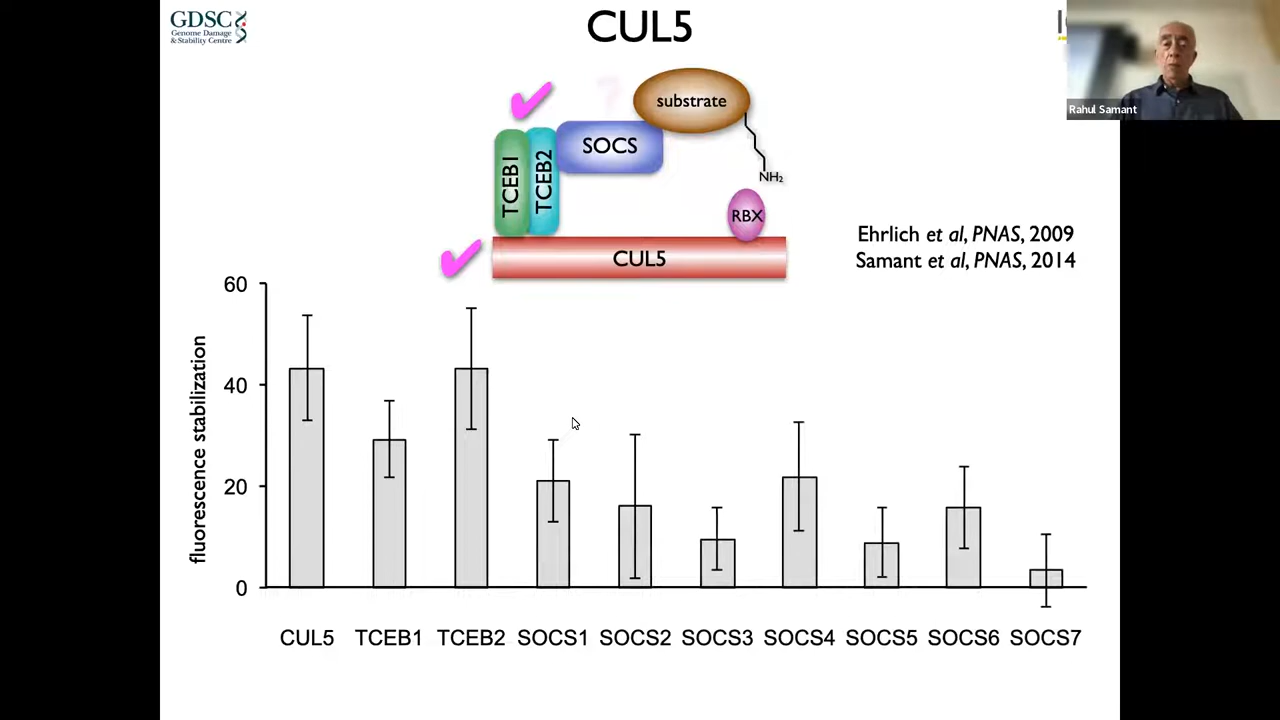 GDSC
Genome Damage
& Stability Centre
CUL5
Rahul Samant
?
substrate
TCEB1
TCEB2
SOCS
NH₂
RBX
CUL5
Ehrlich et al, PNAS, 2009
Samant et al, PNAS, 2014
fluorescence stabilization
60
40
20
0
CUL5 TCEB1 TCEB2 SOCS1 SOCS2 SOCS3 SOCS4 SOCS5 SOCS6 SOCS7